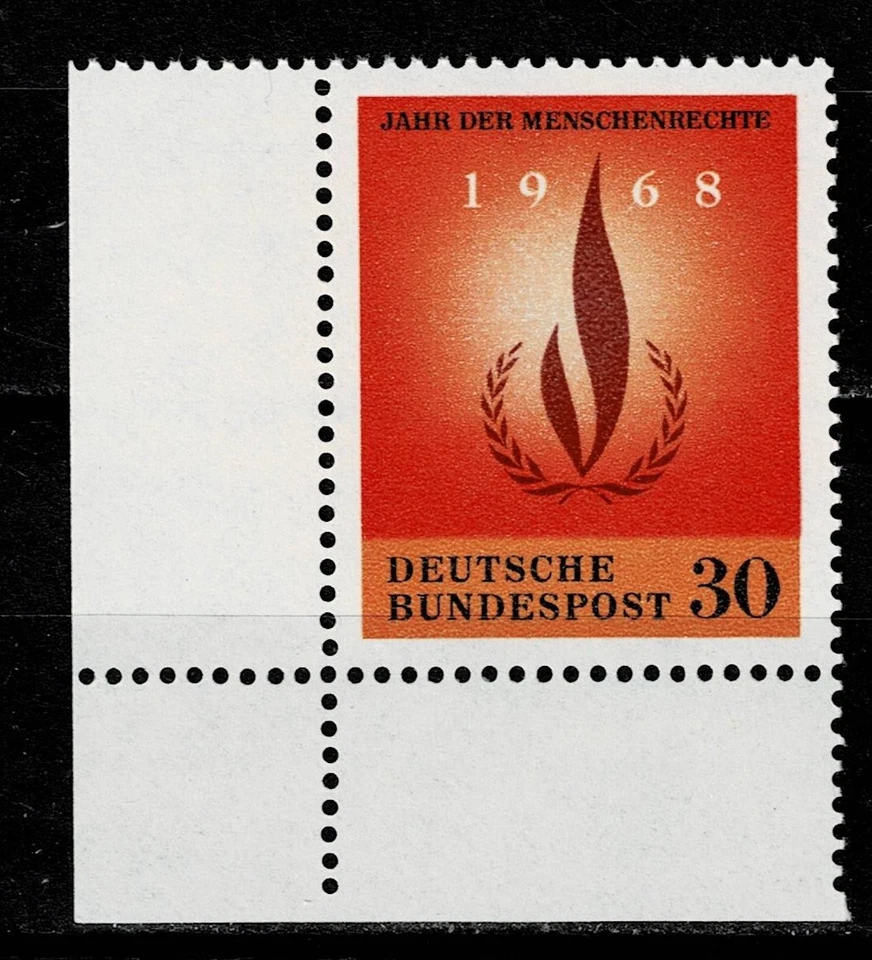 JAHR DER MENSCHENRECHTE
1968
DEUTSCHE
BUNDESPOST 30